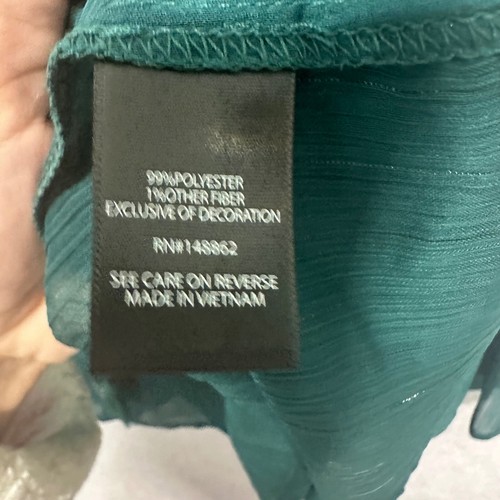 99%POLYESTER
1%OTHER FIBER
EXCLUSIVE OF DECORATION
RN#148862
SEE CARE ON REVERSE
MADE IN VIETNAM